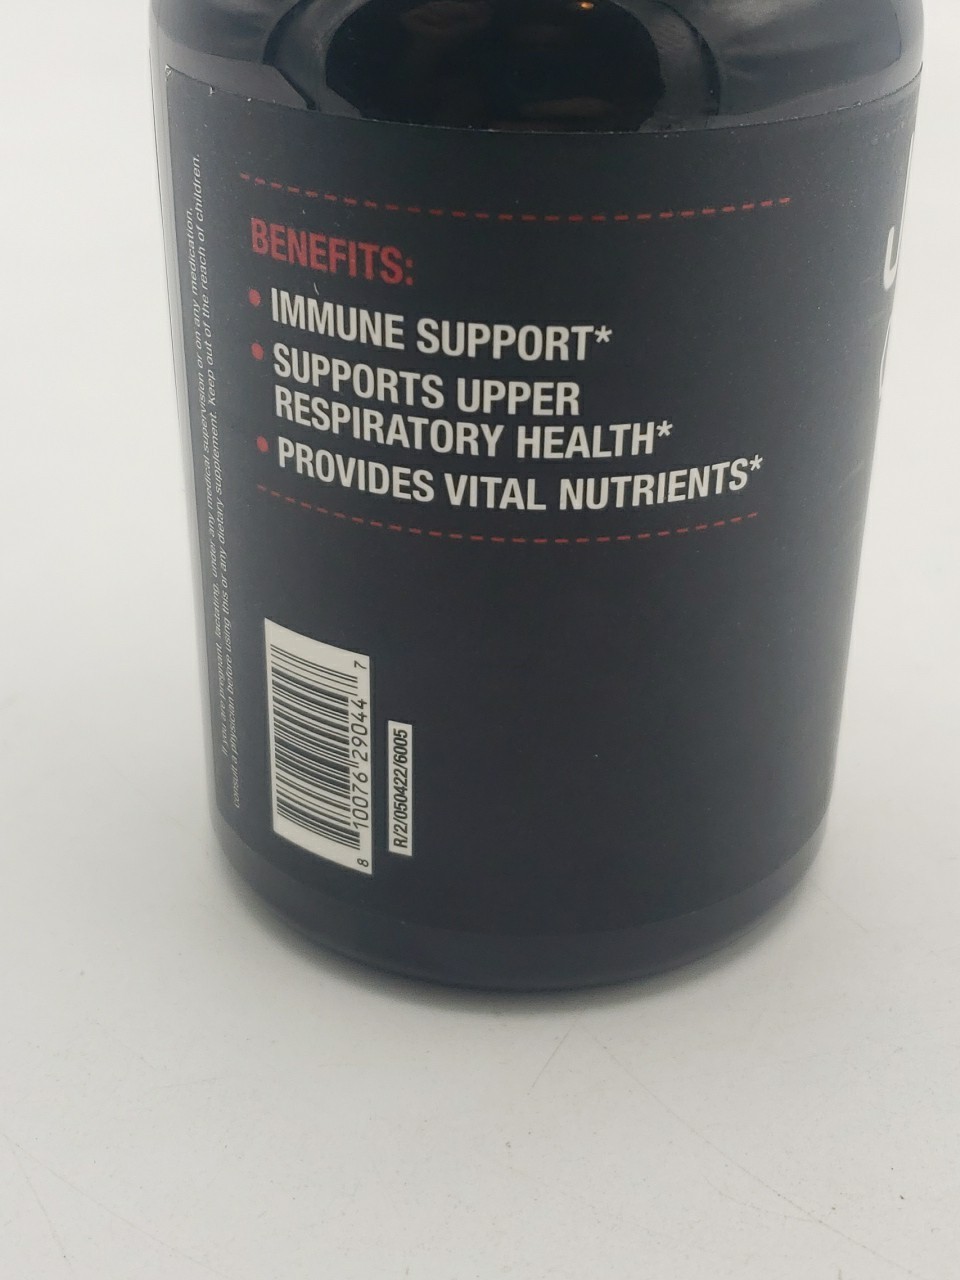 BENEFITS:
• IMMUNE SUPPORT*
• SUPPORTS UPPER
RESPIRATORY HEALTH*
• PROVIDES VITAL NUTRIENTS*
If you are pregnant, lactating, under any medical supervision or on any medication,
consult a physician before using this or any dietary supplement. Keep out of the reach of children.
8 10076 29044 7
R/2/050422/6005